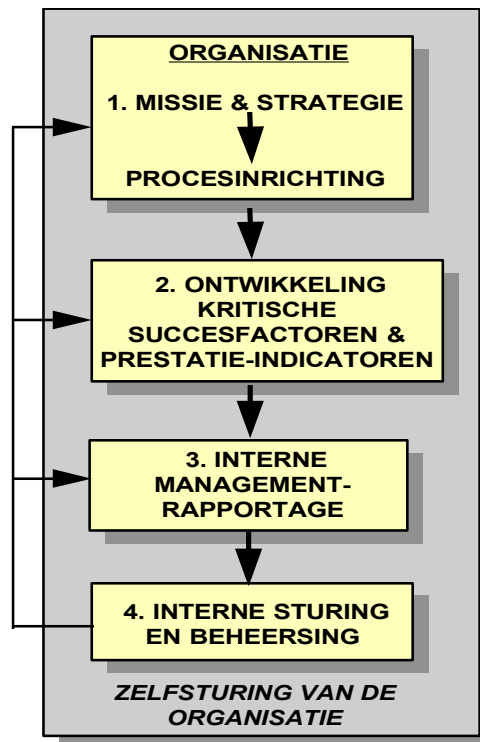 ORGANISATIE
1. MISSIE & STRATEGIE
PROCESINRICHTING
2. ONTWIKKELING
KRITISCHE
SUCCESFACTOREN &
PRESTATIE-INDICATOREN
3. INTERNE
MANAGEMENT-
RAPPORTAGE
4. INTERNE STURING
EN BEHEERSING
ZELFSTURING VAN DE
ORGANISATIE